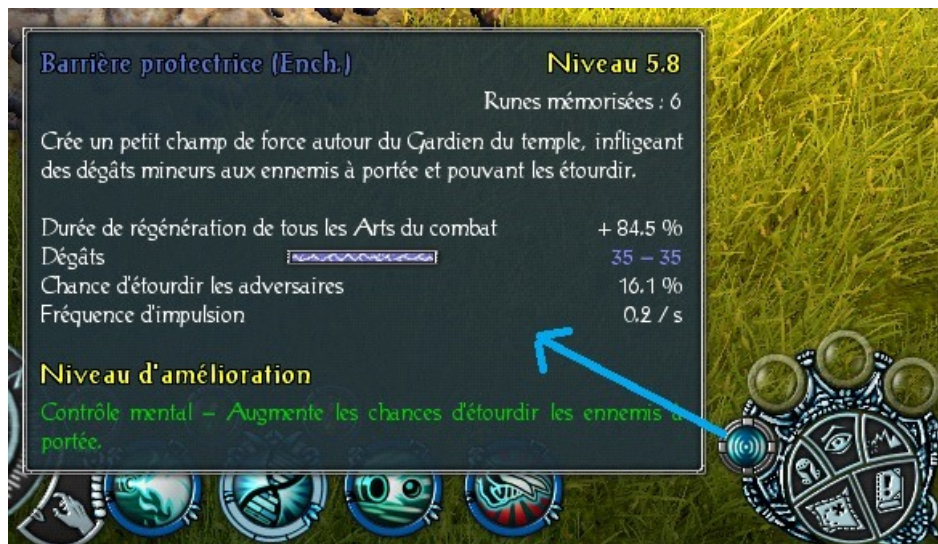 Barrière protectrice (Ench.)
Niveau 5.8
Runes mémorisées : 6
Crée un petit champ de force autour du Gardien du temple, infligeant
des dégâts mineurs aux ennemis à portée et pouvant les étourdir.
Durée de régénération de tous les Arts du combat + 84.5 %
Dégâts 35 – 35
Chance d'étourdir les adversaires 16.1 %
Fréquence d'impulsion 0.2 / s
Niveau d'amélioration
Contrôle mental – Augmente les chances d'étourdir les ennemis à
portée.